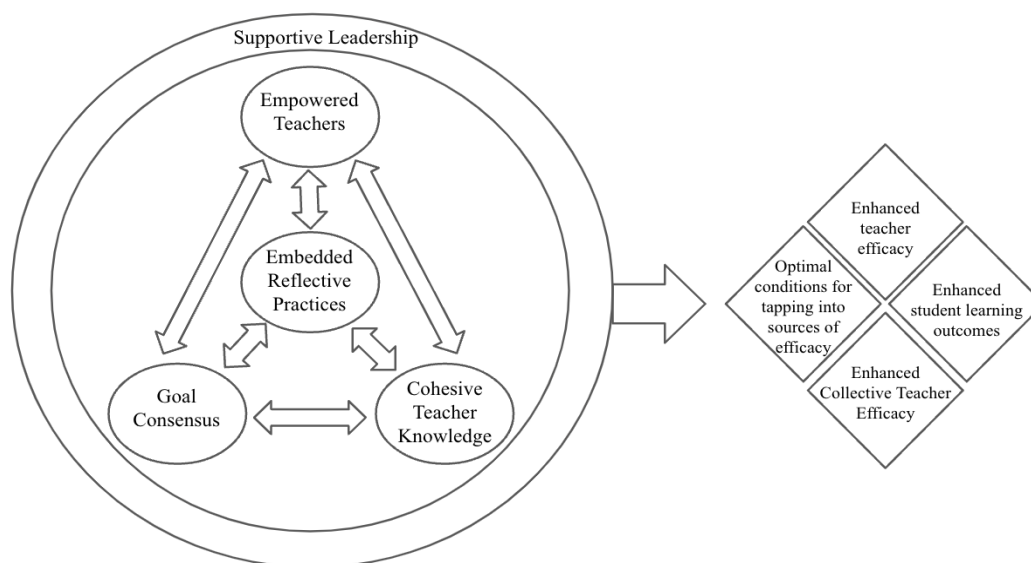 Supportive Leadership
Empowered
Teachers
Embedded
Reflective
Practices
Goal
Consensus
Cohesive
Teacher
Knowledge
Enhanced
teacher
efficacy
Optimal
conditions for
tapping into
sources of
efficacy
Enhanced
student learning
outcomes
Enhanced
Collective Teacher
Efficacy